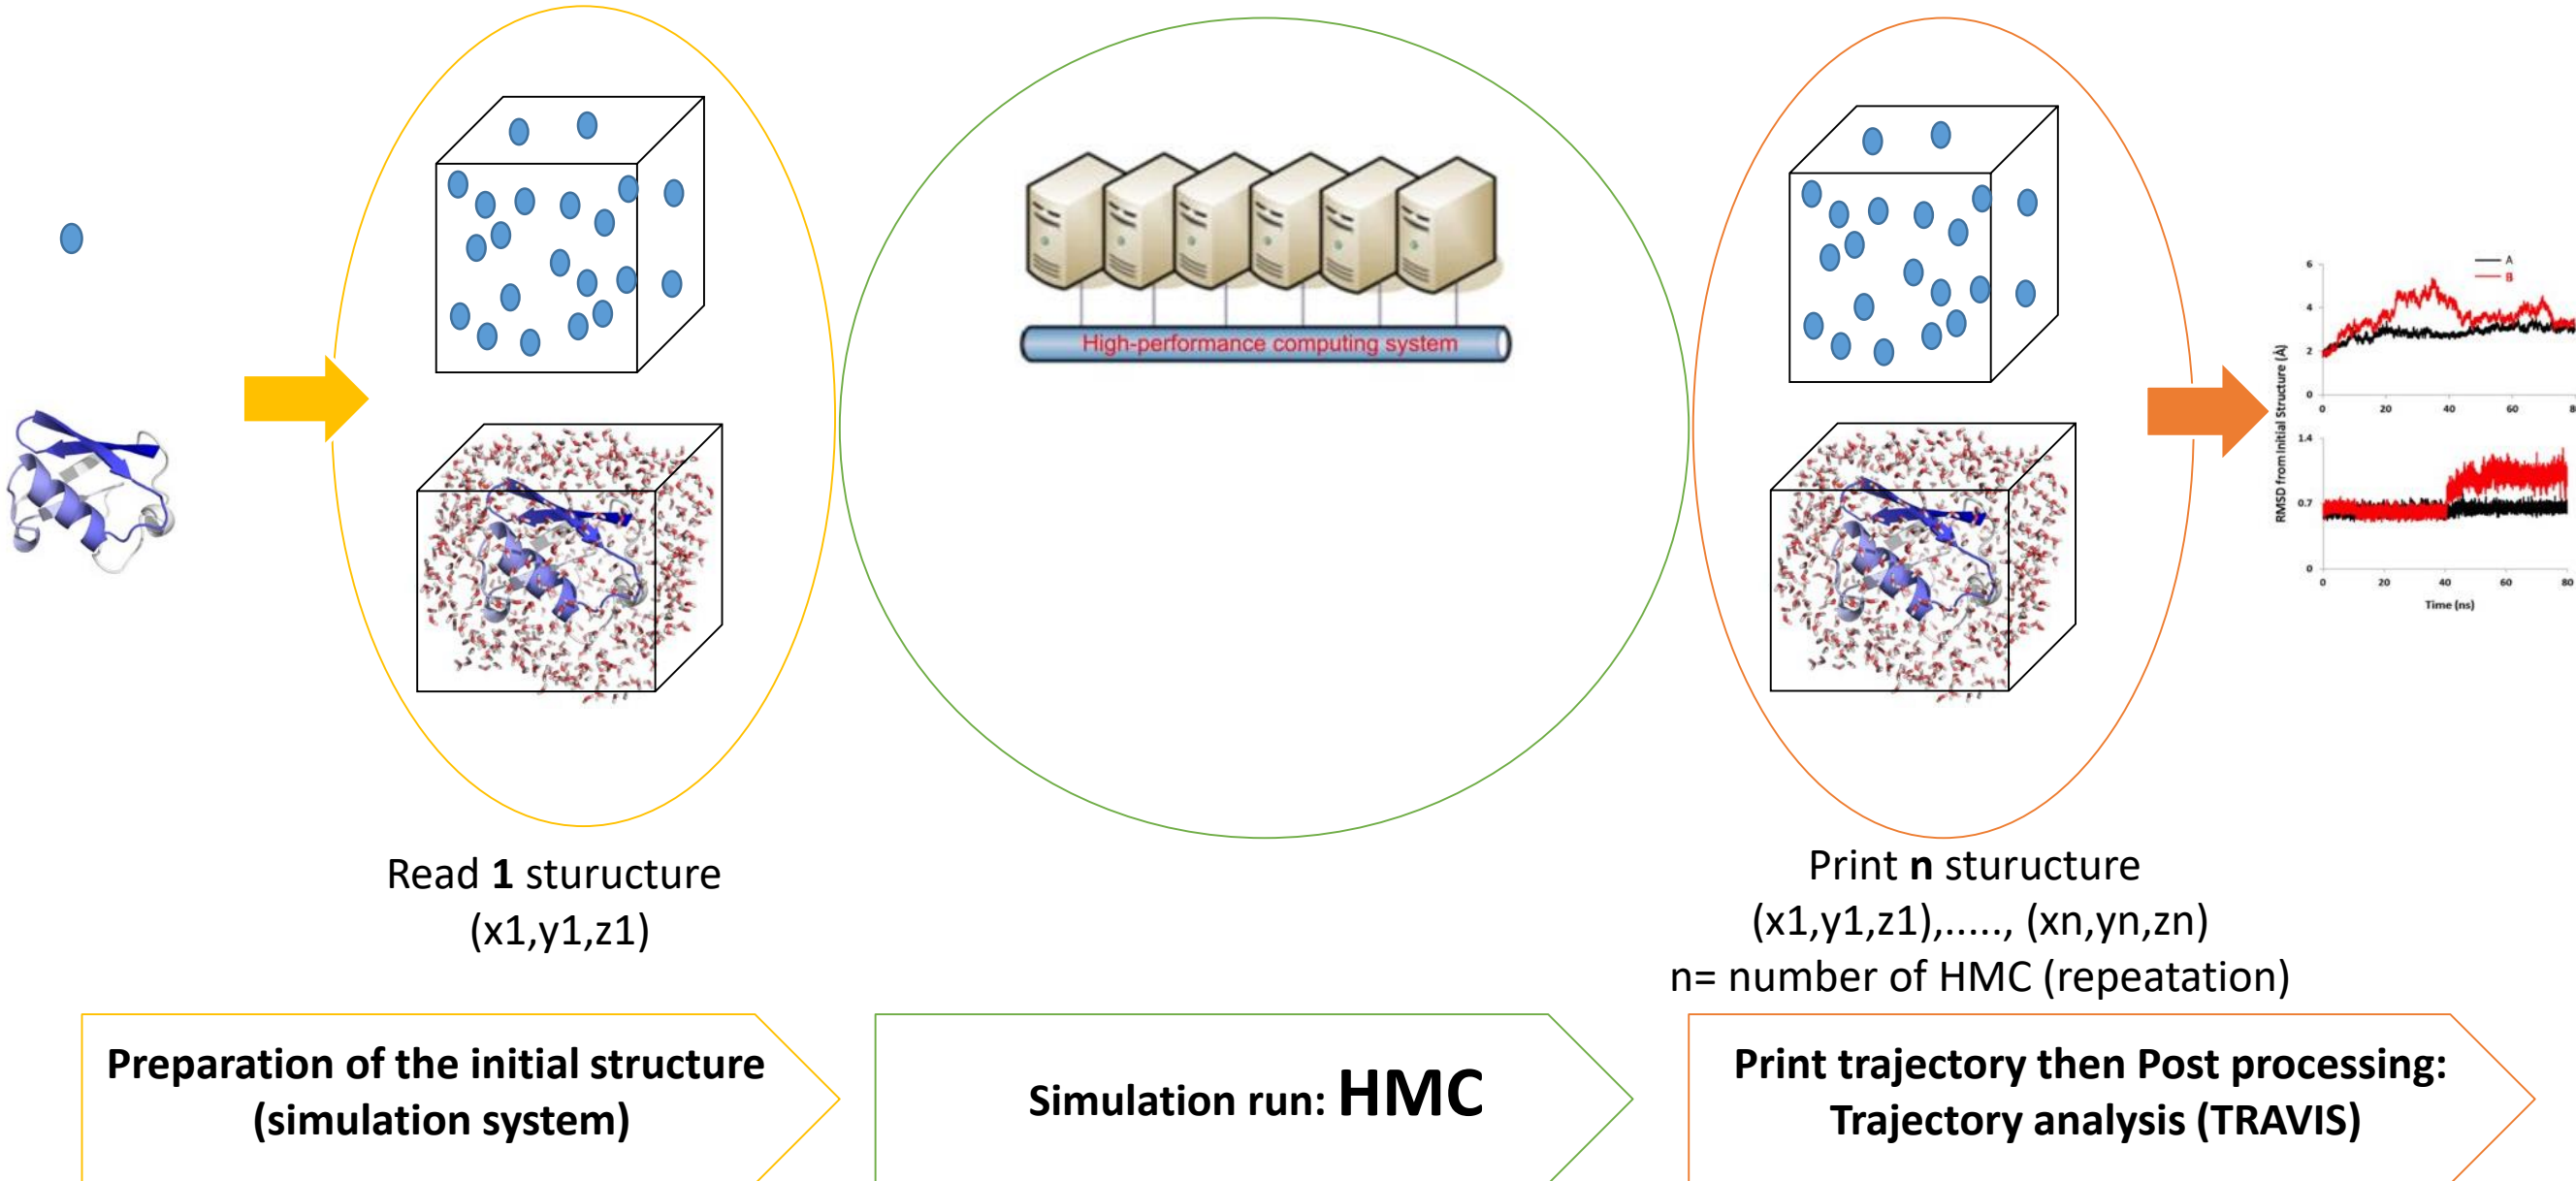 High-performance computing system
A
B
6
4
2
0
0
20
40
60
8
RMSD from Initial Structure (Å)
1.4
0.7
0
0
20
40
60
80
Time (ns)
Read 1 sturucture
(x1,y1,z1)
Print n sturucture
(x1,y1,z1),....., (xn,yn,zn)
n= number of HMC (repeatation)
Preparation of the initial structure
(simulation system)
Simulation run: HMC
Print trajectory then Post processing:
Trajectory analysis (TRAVIS)